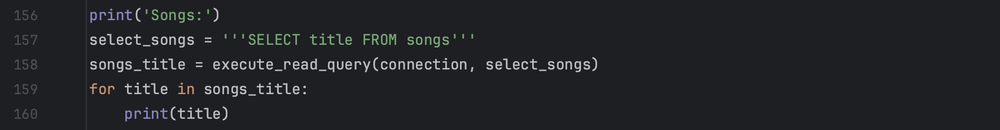 156 print('Songs:')
157 select_songs = '''SELECT title FROM songs'''
158 songs_title = execute_read_query(connection, select_songs)
159 for title in songs_title:
160     print(title)